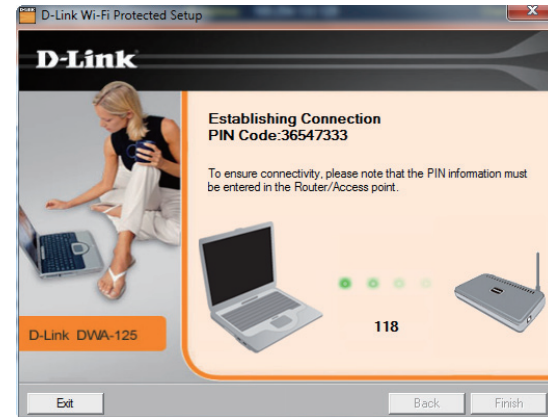 D-Link Wi-Fi Protected Setup
D-Link
Establishing Connection
PIN Code:36547333
To ensure connectivity, please note that the PIN information must
be entered in the Router/Access point.
118
D-Link DWA-125
Exit
Back
Finish